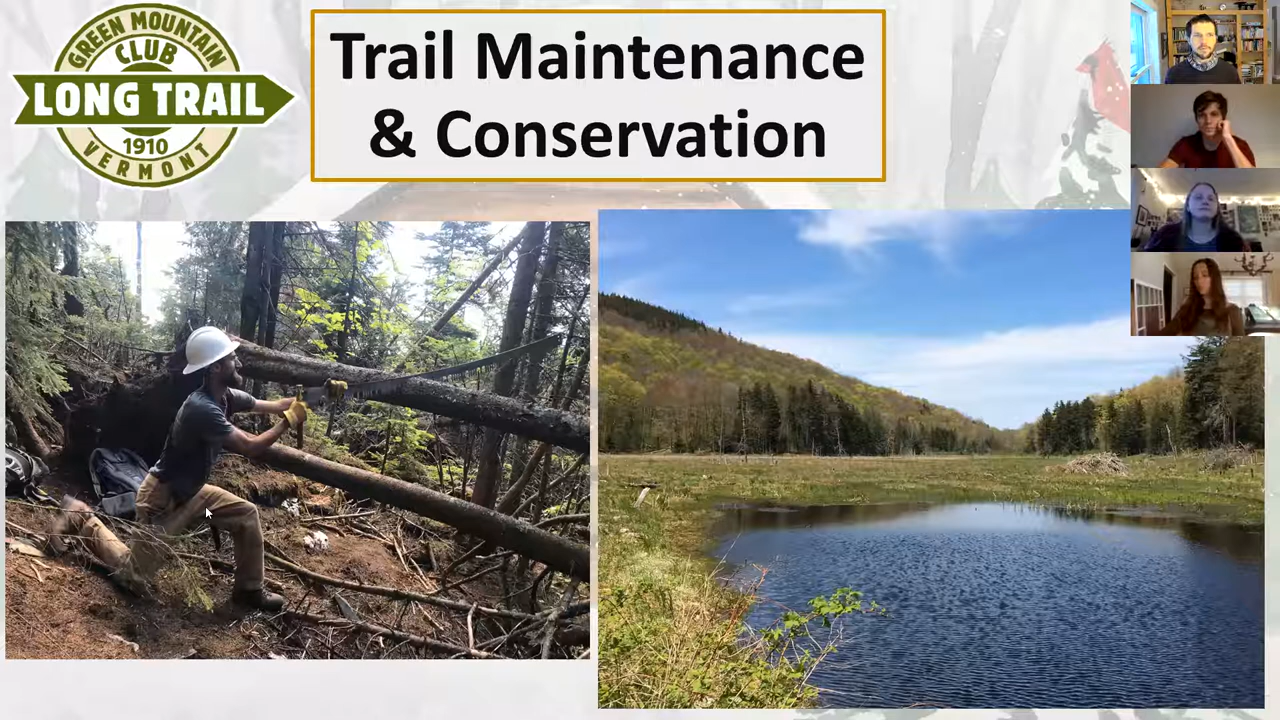 GREEN MOUNTAIN
CLUB
LONG TRAIL
1910
VERMONT
Trail Maintenance
& Conservation